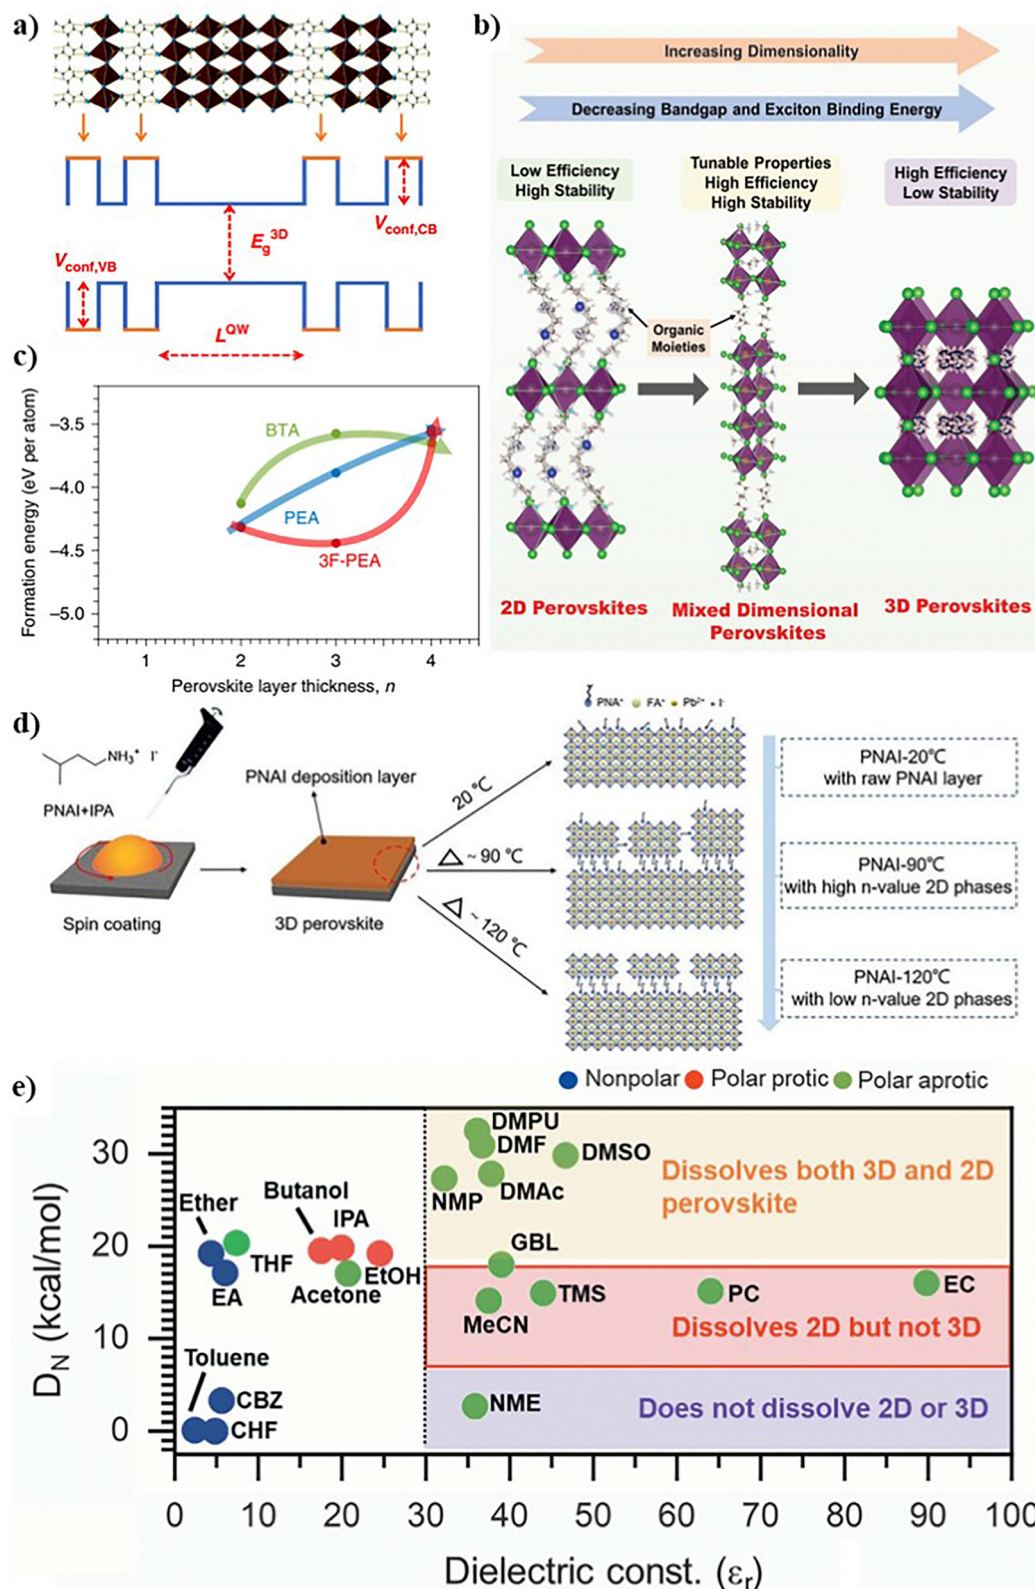 a)
V_conf,CB
E_g^3D
V_conf,VB
L^QW
b)
Increasing Dimensionality
Decreasing Bandgap and Exciton Binding Energy
Low Efficiency
High Stability
Tunable Properties
High Efficiency
High Stability
High Efficiency
Low Stability
Organic
Moieties
2D Perovskites
Mixed Dimensional
Perovskites
3D Perovskites
c)
Formation energy (eV per atom)
−3.5
−4.0
−4.5
−5.0
BTA
PEA
3F-PEA
1 2 3 4
Perovskite layer thickness, n
d)
NH₃⁺ I⁻
PNAI+IPA
Spin coating
PNAI deposition layer
3D perovskite
20 ℃
△ ~ 90 ℃
△ ~ 120 ℃
PNA⁺ FA⁺ Pb²⁺ I⁻
PNAI-20℃
with raw PNAI layer
PNAI-90℃
with high n-value 2D phases
PNAI-120℃
with low n-value 2D phases
e)
Nonpolar Polar protic Polar aprotic
D_N (kcal/mol)
30
20
10
0
Ether
THF
EA
Butanol
IPA
Acetone
EtOH
Toluene
CBZ
CHF
DMPU
DMF
DMSO
NMP
DMAc
Dissolves both 3D and 2D
perovskite
GBL
MeCN
TMS
PC
EC
Dissolves 2D but not 3D
NME
Does not dissolve 2D or 3D
0 10 20 30 40 50 60 70 80 90 100
Dielectric const. (ε_r)